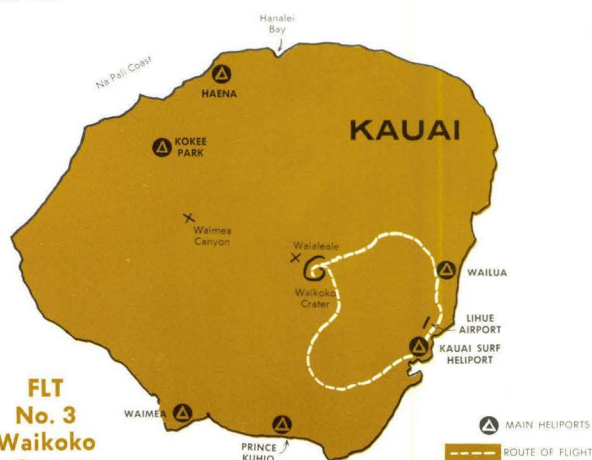 Hanalei
Bay
Na Pali Coast
HAENA
KAUAI
KOKEE
PARK
Waimea
Canyon
Waialeale
Waikoko
Crater
WAILUA
LIHUE
AIRPORT
KAUAI SURF
HELIPORT
FLT
No. 3
Waikoko
WAIMEA
PRINCE
KUHIO
MAIN HELIPORTS
ROUTE OF FLIGHT